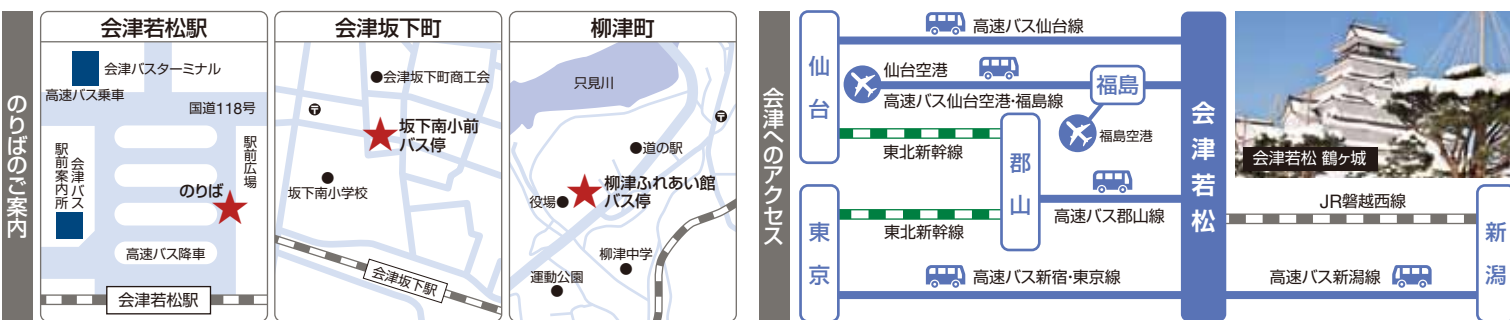 のりばのご案内
会津若松駅
会津バスターミナル
高速バス乗車
国道118号
駅前広場
会津バス
駅前案内所
のりば
高速バス降車
会津若松駅
会津坂下町
会津坂下町商工会
坂下南小前
バス停
坂下南小学校
会津坂下駅
柳津町
只見川
道の駅
柳津ふれあい館
バス停
役場
柳津中学
運動公園
会津へのアクセス
仙台
高速バス仙台線
仙台空港
高速バス仙台空港・福島線
福島
福島空港
東北新幹線
郡山
高速バス郡山線
東京
東北新幹線
高速バス新宿・東京線
会津若松
会津若松 鶴ヶ城
JR磐越西線
高速バス新潟線
新潟